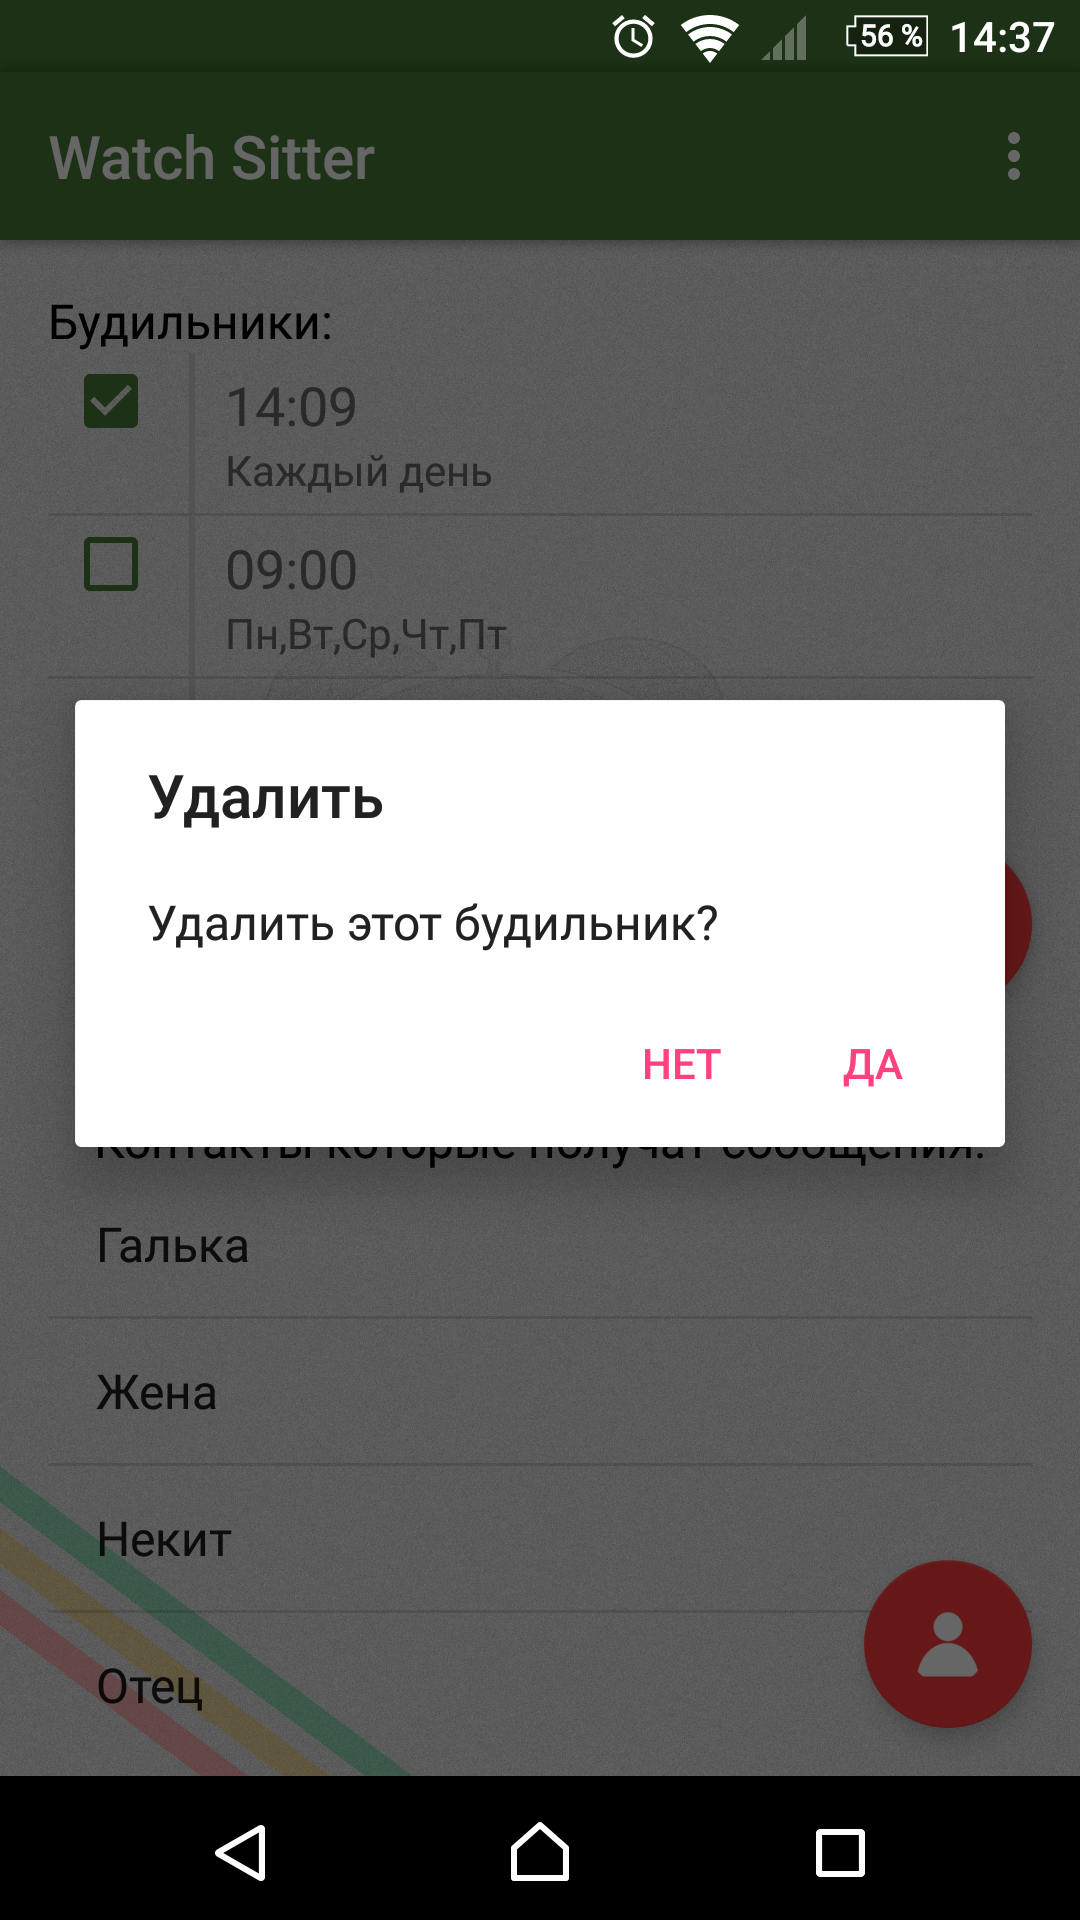 56 % 14:37
Watch Sitter
Будильники:
14:09
Каждый день
09:00
Пн,Вт,Ср,Чт,Пт
Удалить
Удалить этот будильник?
НЕТ ДА
Контакты которые получат сообщения:
Галька
Жена
Некит
Отец